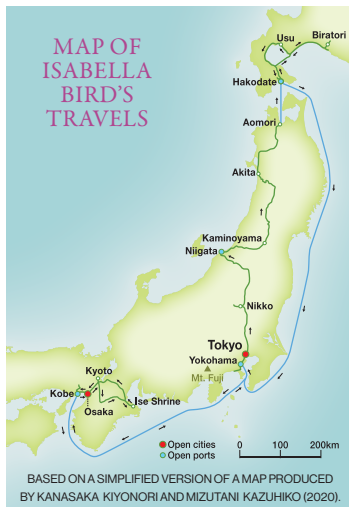 MAP OF
ISABELLA
BIRD'S
TRAVELS
Usu
Biratori
Hakodate
Aomori
Akita
Kaminoyama
Niigata
Nikko
Tokyo
Yokohama
Mt. Fuji
Kyoto
Kobe
Osaka
Ise Shrine
Open cities
Open ports
0 100 200km
BASED ON A SIMPLIFIED VERSION OF A MAP PRODUCED
BY KANASAKA KIYONORI AND MIZUTANI KAZUHIKO (2020).